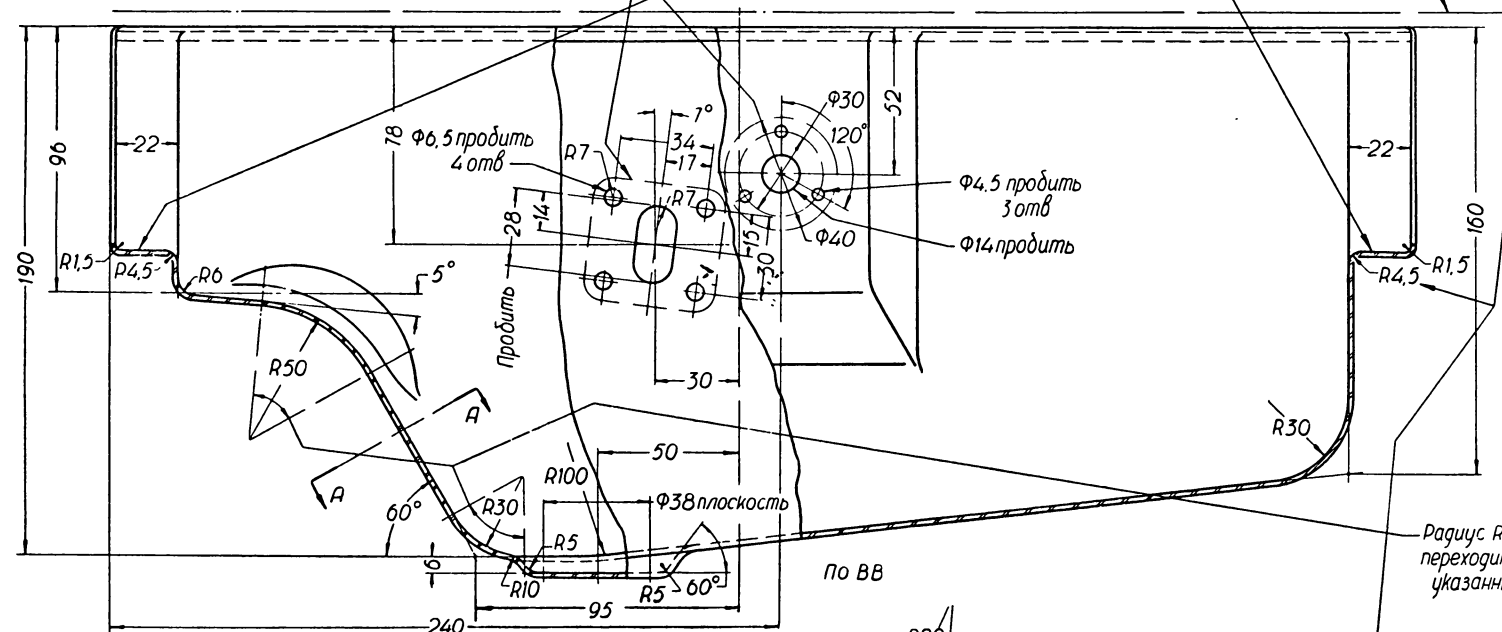 190
96
22
78
Ф6,5 пробить
4 отв
1°
34
17
R7
R7
28
14
15
30
Пробить
30
Ф30
120°
52
Ф4,5 пробить
3 отв
Ф14 пробить
Ф40
22
160
R1,5
R4,5
R6
5°
R1,5
R4,5
R50
А
А
60°
R30
R100
50
Ф38 плоскость
R30
6
R5
R10
R5
60°
95
240
По ВВ
Радиус R
переходи
указанн